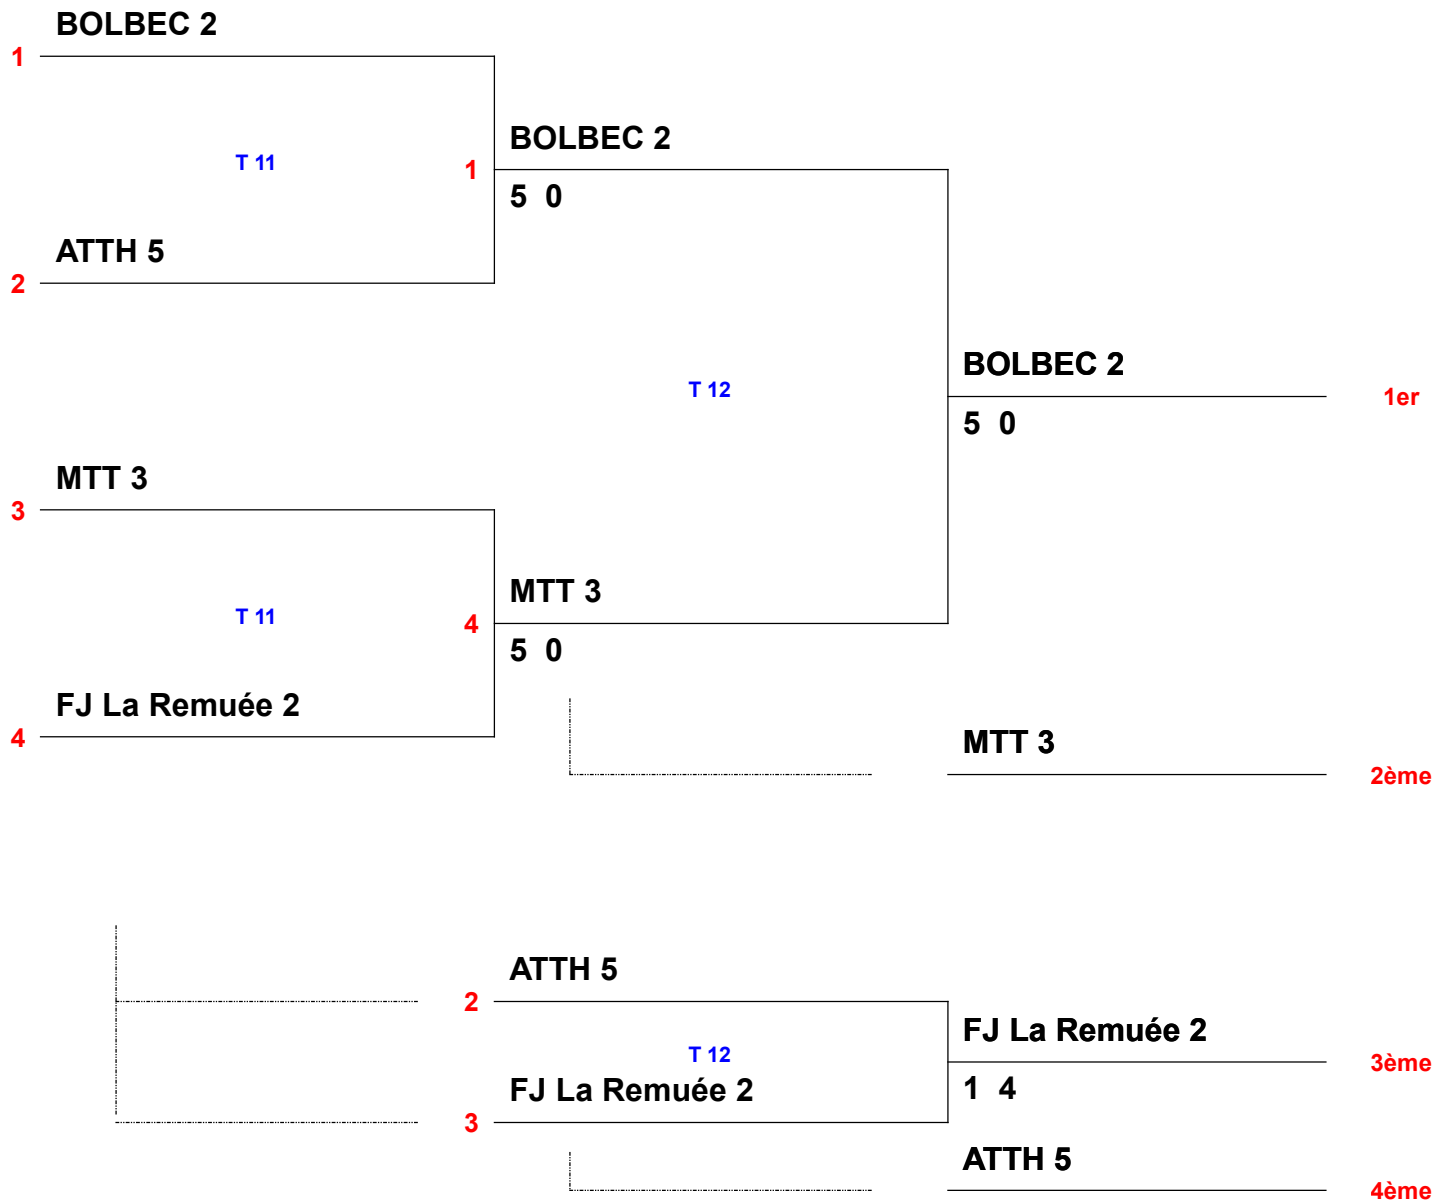 BOLBEC 2
1
BOLBEC 2
T 11
1
5 0
ATTH 5
2
BOLBEC 2
T 12
1er
5 0
MTT 3
3
MTT 3
T 11
4
5 0
FJ La Remuée 2
4
MTT 3
2ème
ATTH 5
2
FJ La Remuée 2
T 12
3ème
FJ La Remuée 2
1 4
3
ATTH 5
4ème